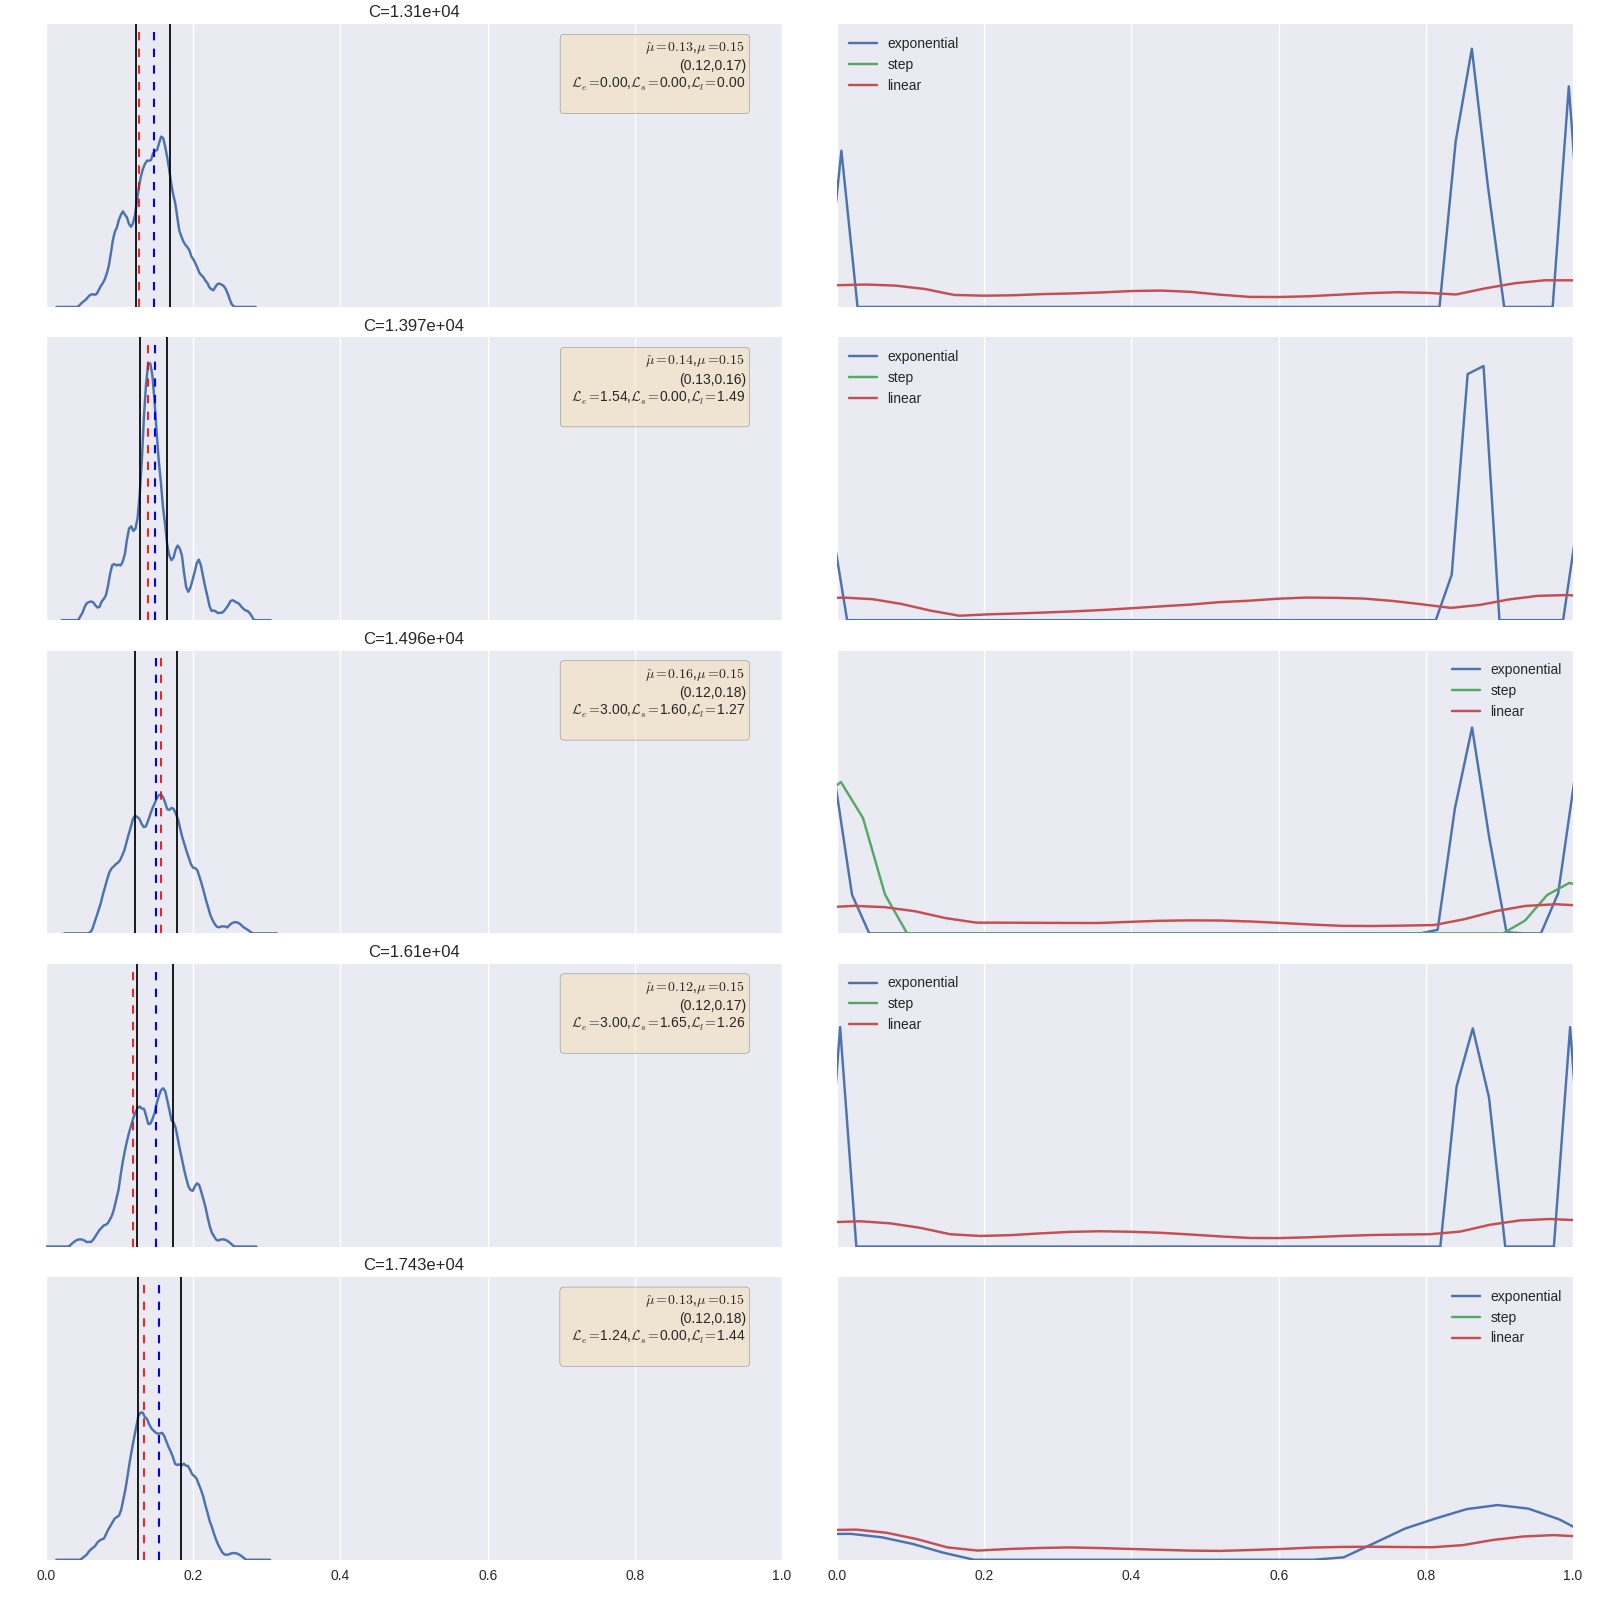 C=1.31e+04
μ̂=0.13,μ=0.15
(0.12,0.17)
ℒₑ=0.00,ℒₛ=0.00,ℒₗ=0.00
exponential
step
linear
C=1.397e+04
μ̂=0.14,μ=0.15
(0.13,0.16)
ℒₑ=1.54,ℒₛ=0.00,ℒₗ=1.49
exponential
step
linear
C=1.496e+04
μ̂=0.16,μ=0.15
(0.12,0.18)
ℒₑ=3.00,ℒₛ=1.60,ℒₗ=1.27
exponential
step
linear
C=1.61e+04
μ̂=0.12,μ=0.15
(0.12,0.17)
ℒₑ=3.00,ℒₛ=1.65,ℒₗ=1.26
exponential
step
linear
C=1.743e+04
μ̂=0.13,μ=0.15
(0.12,0.18)
ℒₑ=1.24,ℒₛ=0.00,ℒₗ=1.44
exponential
step
linear
0.0 0.2 0.4 0.6 0.8 1.0
0.0 0.2 0.4 0.6 0.8 1.0